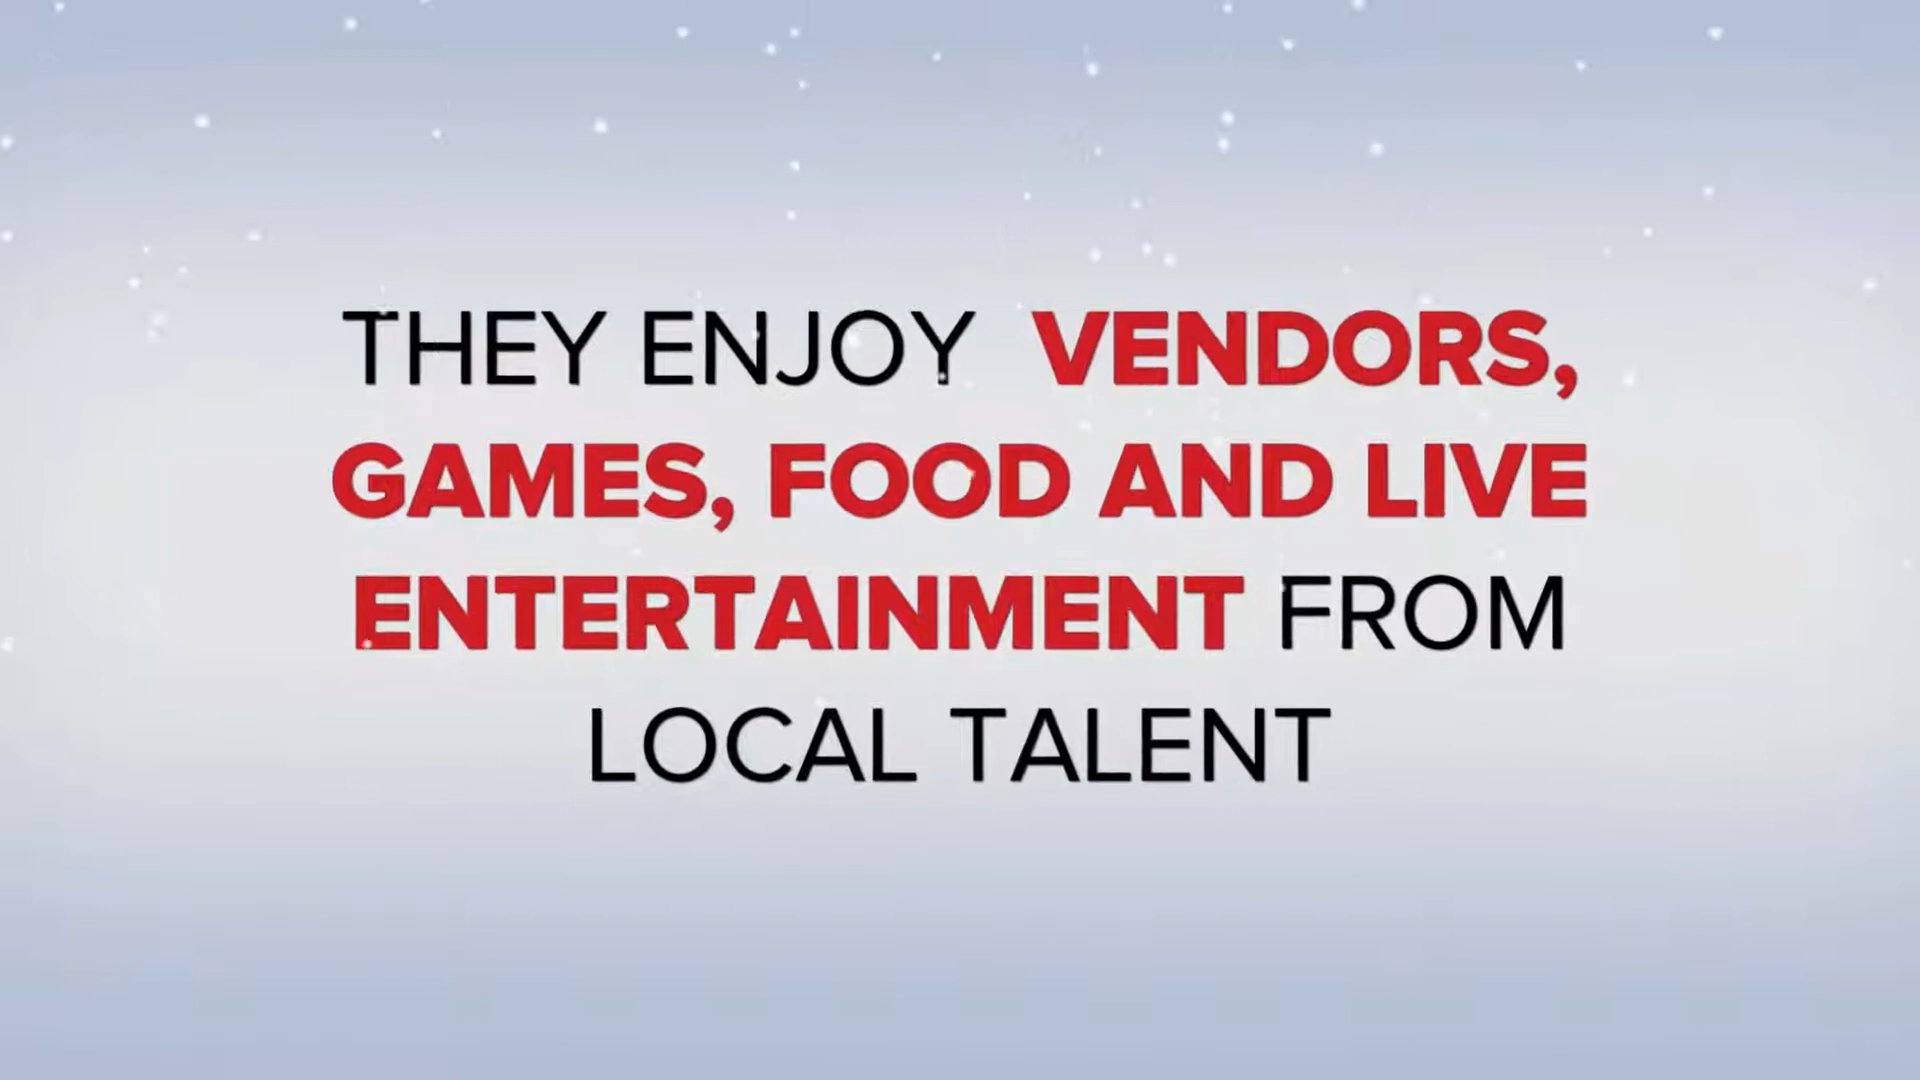 THEY ENJOY VENDORS,
GAMES, FOOD AND LIVE
ENTERTAINMENT FROM
LOCAL TALENT